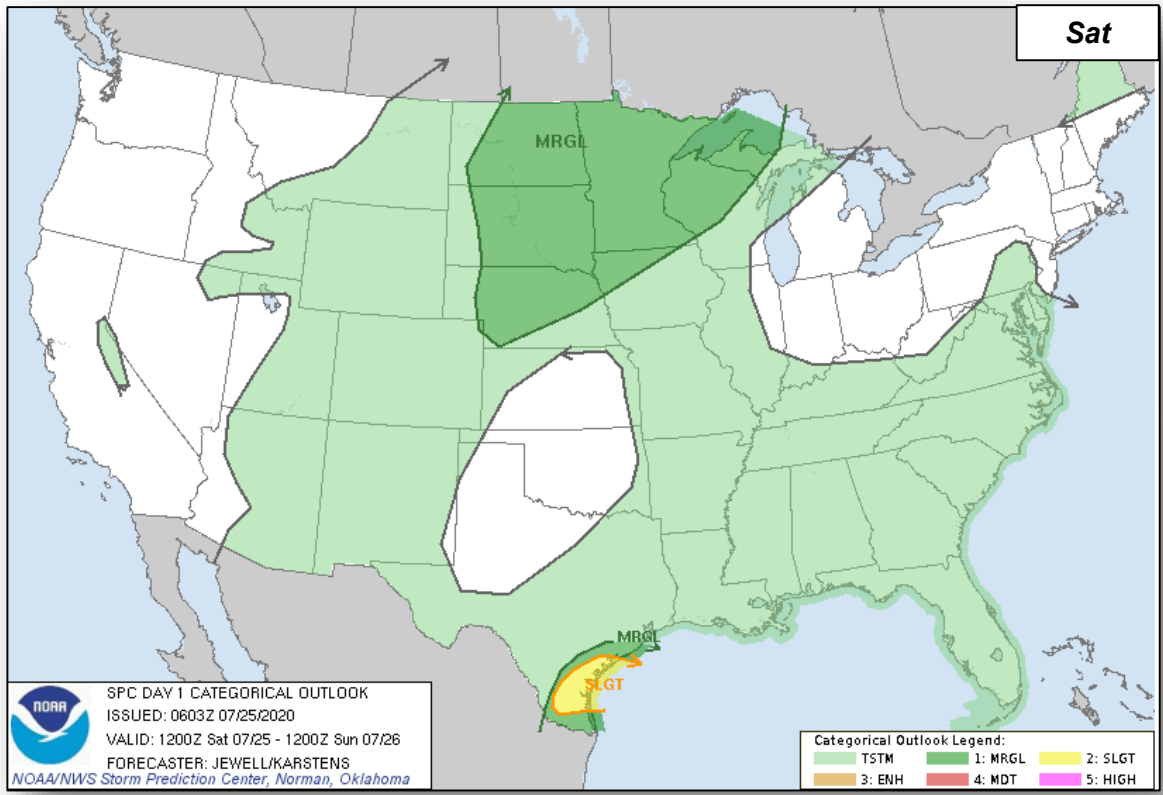 Sat
MRGL
MRGL
SLGT
NOAA
SPC DAY 1 CATEGORICAL OUTLOOK
ISSUED: 0603Z 07/25/2020
VALID: 1200Z Sat 07/25 - 1200Z Sun 07/26
FORECASTER: JEWELL/KARSTENS
NOAA/NWS Storm Prediction Center, Norman, Oklahoma
Categorical Outlook Legend:
TSTM 1: MRGL 2: SLGT
3: ENH 4: MDT 5: HIGH